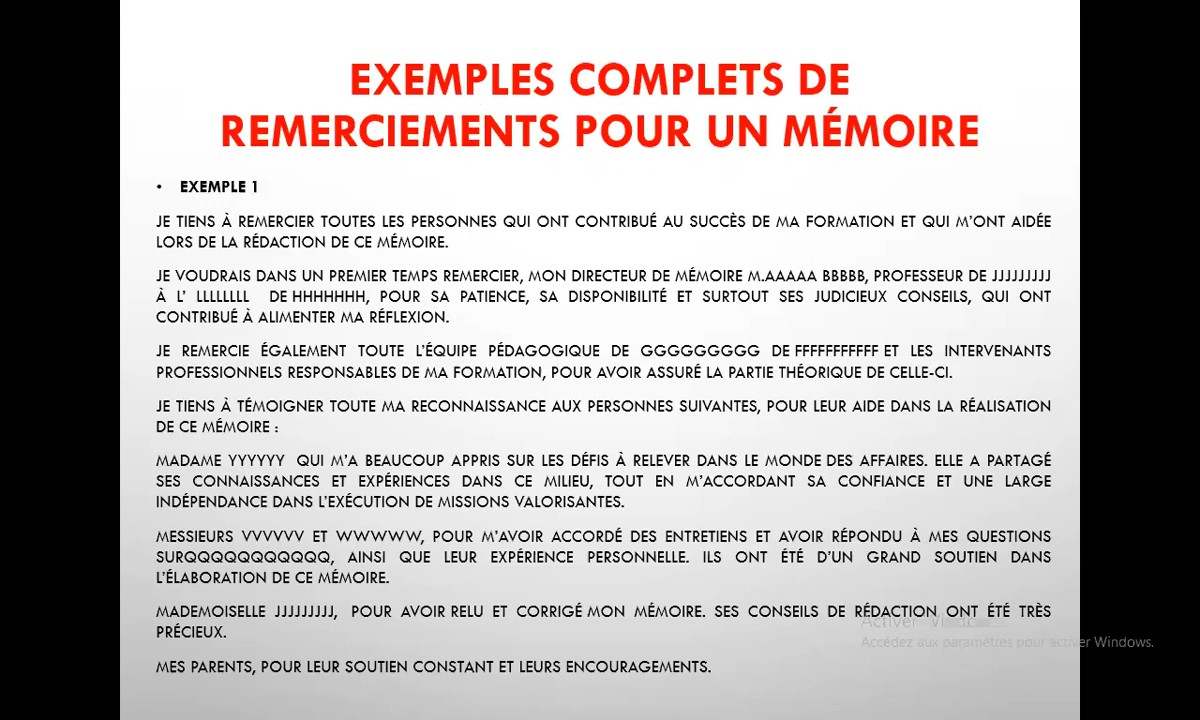 EXEMPLES COMPLETS DE
REMERCIEMENTS POUR UN MÉMOIRE
• EXEMPLE 1
JE TIENS À REMERCIER TOUTES LES PERSONNES QUI ONT CONTRIBUÉ AU SUCCÈS DE MA FORMATION ET QUI M'ONT AIDÉE
LORS DE LA RÉDACTION DE CE MÉMOIRE.
JE VOUDRAIS DANS UN PREMIER TEMPS REMERCIER, MON DIRECTEUR DE MÉMOIRE M.AAAAA BBBBB, PROFESSEUR DE JJJJJJJJJ
À L' LLLLLLLL DE HHHHHHH, POUR SA PATIENCE, SA DISPONIBILITÉ ET SURTOUT SES JUDICIEUX CONSEILS, QUI ONT
CONTRIBUÉ À ALIMENTER MA RÉFLEXION.
JE REMERCIE ÉGALEMENT TOUTE L'ÉQUIPE PÉDAGOGIQUE DE GGGGGGGGG DE FFFFFFFFFFF ET LES INTERVENANTS
PROFESSIONNELS RESPONSABLES DE MA FORMATION, POUR AVOIR ASSURÉ LA PARTIE THÉORIQUE DE CELLE-CI.
JE TIENS À TÉMOIGNER TOUTE MA RECONNAISSANCE AUX PERSONNES SUIVANTES, POUR LEUR AIDE DANS LA RÉALISATION
DE CE MÉMOIRE :
MADAME YYYYYY QUI M'A BEAUCOUP APPRIS SUR LES DÉFIS À RELEVER DANS LE MONDE DES AFFAIRES. ELLE A PARTAGÉ
SES CONNAISSANCES ET EXPÉRIENCES DANS CE MILIEU, TOUT EN M'ACCORDANT SA CONFIANCE ET UNE LARGE
INDÉPENDANCE DANS L'EXÉCUTION DE MISSIONS VALORISANTES.
MESSIEURS VVVVVV ET WWWWW, POUR M'AVOIR ACCORDÉ DES ENTRETIENS ET AVOIR RÉPONDU À MES QUESTIONS
SURQQQQQQQQQQQ, AINSI QUE LEUR EXPÉRIENCE PERSONNELLE. ILS ONT ÉTÉ D'UN GRAND SOUTIEN DANS
L'ÉLABORATION DE CE MÉMOIRE.
MADEMOISELLE JJJJJJJJJ, POUR AVOIR RELU ET CORRIGÉ MON MÉMOIRE. SES CONSEILS DE RÉDACTION ONT ÉTÉ TRÈS
PRÉCIEUX.
Activer
Accédez aux paramètres pour activer Windows.
MES PARENTS, POUR LEUR SOUTIEN CONSTANT ET LEURS ENCOURAGEMENTS.